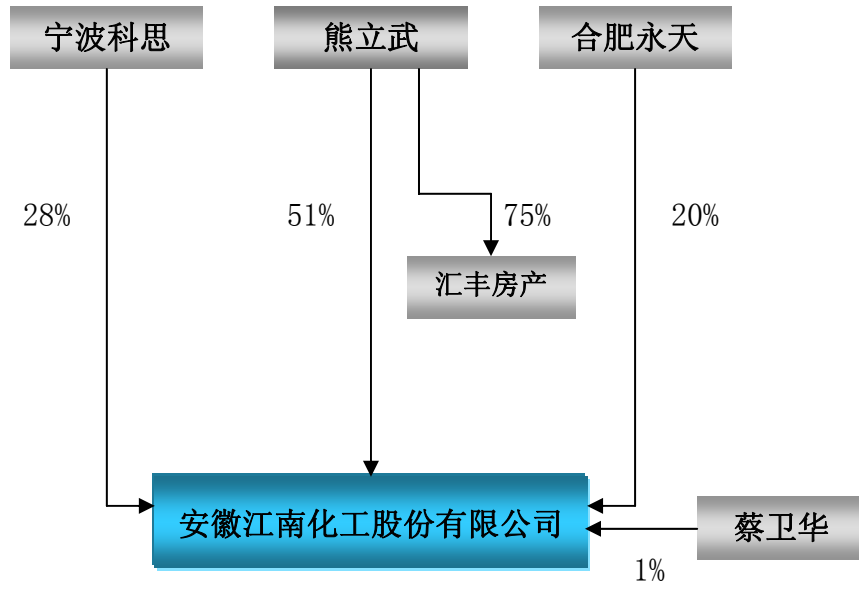 宁波科思
熊立武
合肥永天
28%
51%
75%
20%
汇丰房产
安徽江南化工股份有限公司
蔡卫华
1%